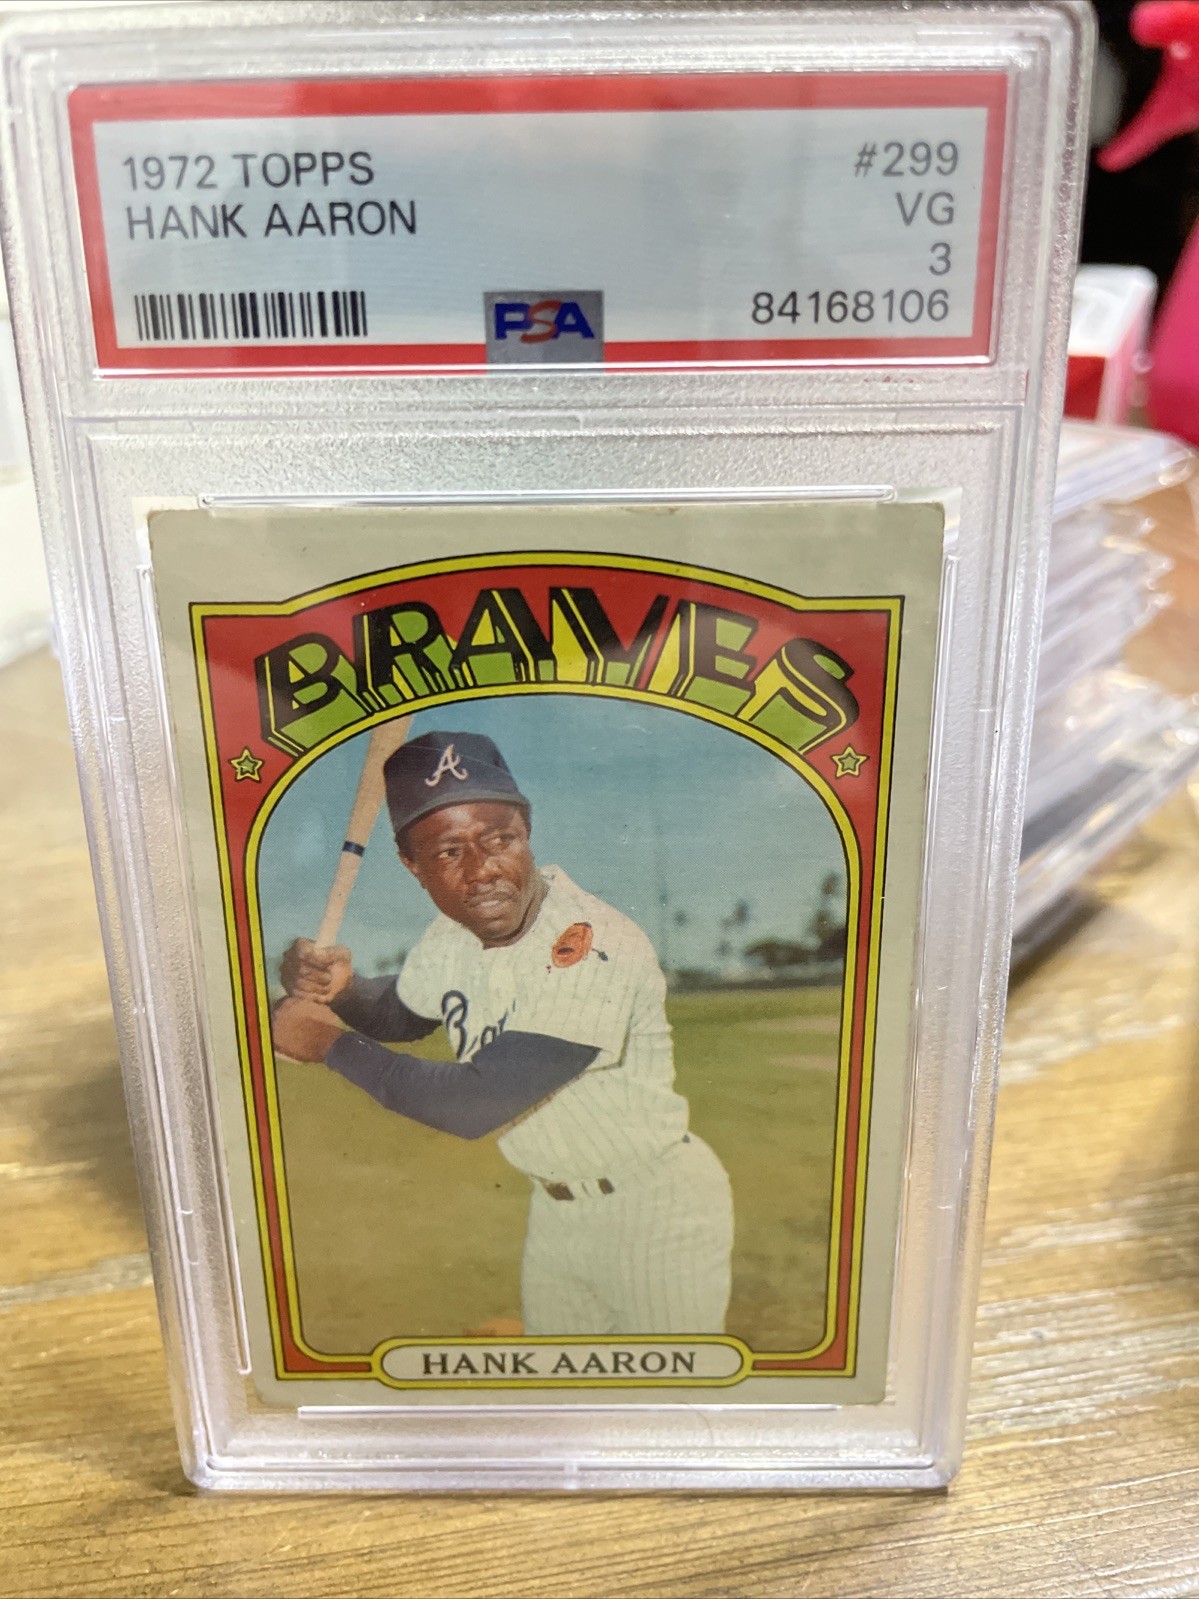 1972 TOPPS
HANK AARON
#299
VG
3
84168106
PSA
BRAVES
A
HANK AARON